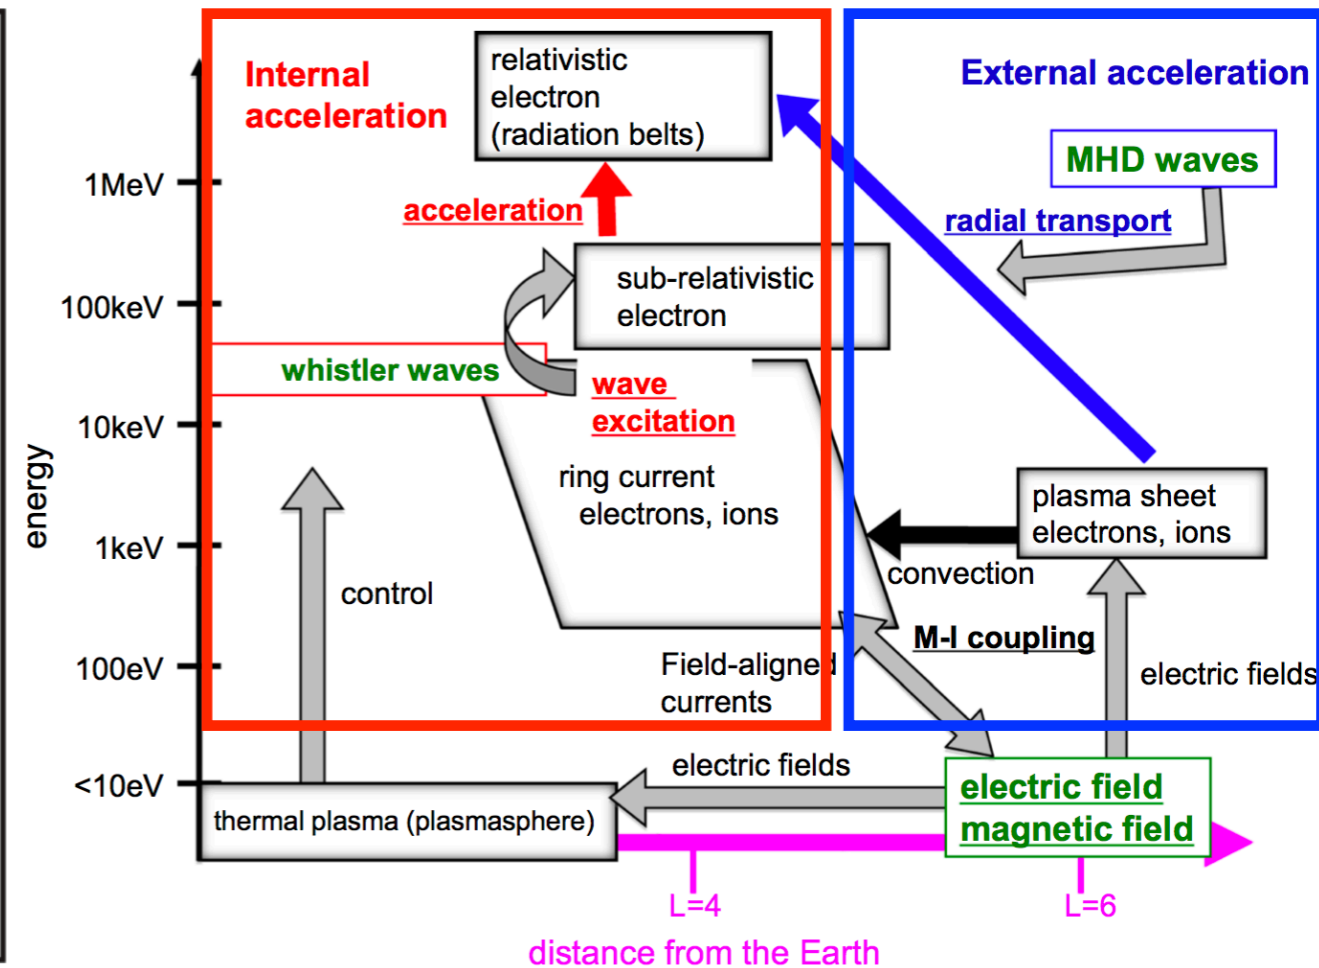 Internal
acceleration
relativistic
electron
(radiation belts)
External acceleration
MHD waves
1MeV
acceleration
radial transport
sub-relativistic
electron
100keV
whistler waves
wave
excitation
10keV
energy
ring current
electrons, ions
plasma sheet
electrons, ions
1keV
convection
control
M-I coupling
100eV
Field-aligned
currents
electric fields
electric fields
<10eV
electric field
magnetic field
thermal plasma (plasmasphere)
L=4
L=6
distance from the Earth